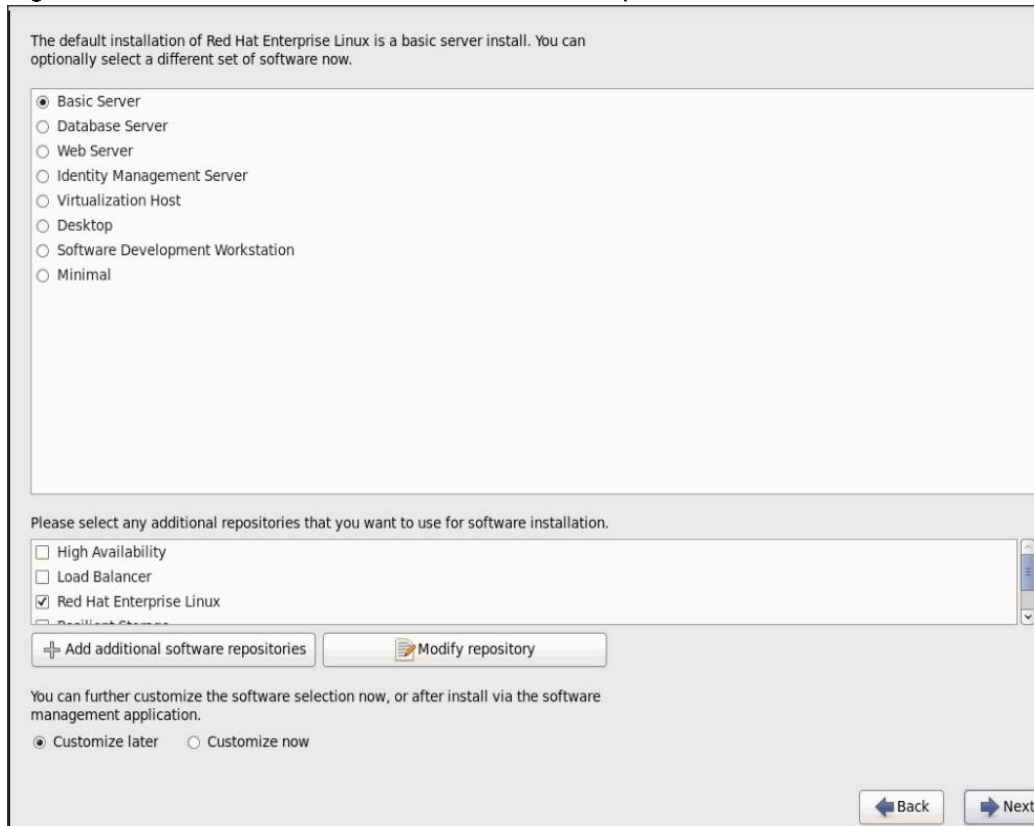 The default installation of Red Hat Enterprise Linux is a basic server install. You can
optionally select a different set of software now.
Basic Server
Database Server
Web Server
Identity Management Server
Virtualization Host
Desktop
Software Development Workstation
Minimal
Please select any additional repositories that you want to use for software installation.
High Availability
Load Balancer
Red Hat Enterprise Linux
Resilient Storage
Add additional software repositories
Modify repository
You can further customize the software selection now, or after install via the software
management application.
Customize later
Customize now
Back
Next